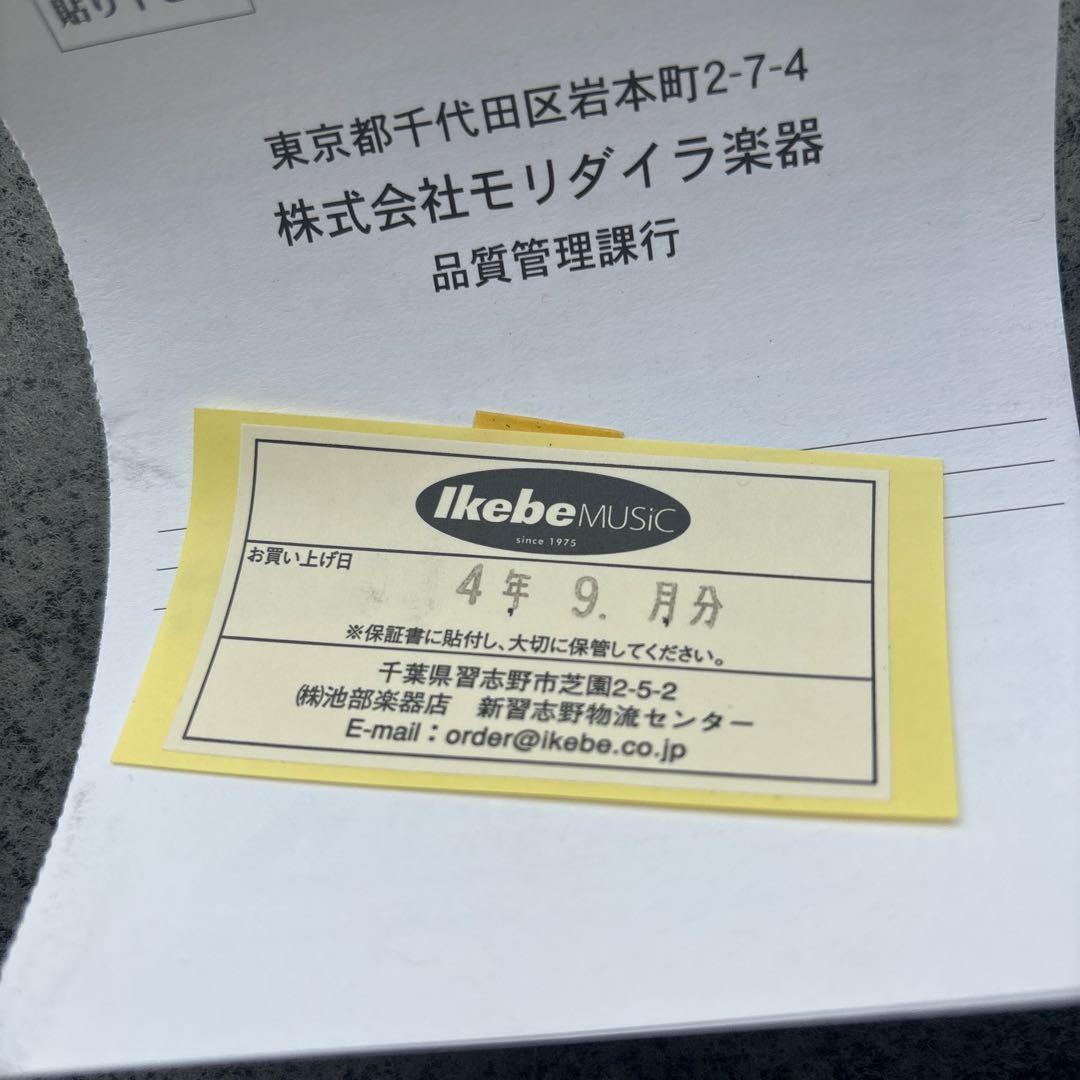 東京都千代田区岩本町2-7-4
株式会社モリダイラ楽器
品質管理課行
Ikebe MUSiC
since 1975
お買い上げ日
4年 9. 月分
※保証書に貼付し、大切に保管してください。
千葉県習志野市芝園2-5-2
㈱池部楽器店 新習志野物流センター
E-mail：order@ikebe.co.jp